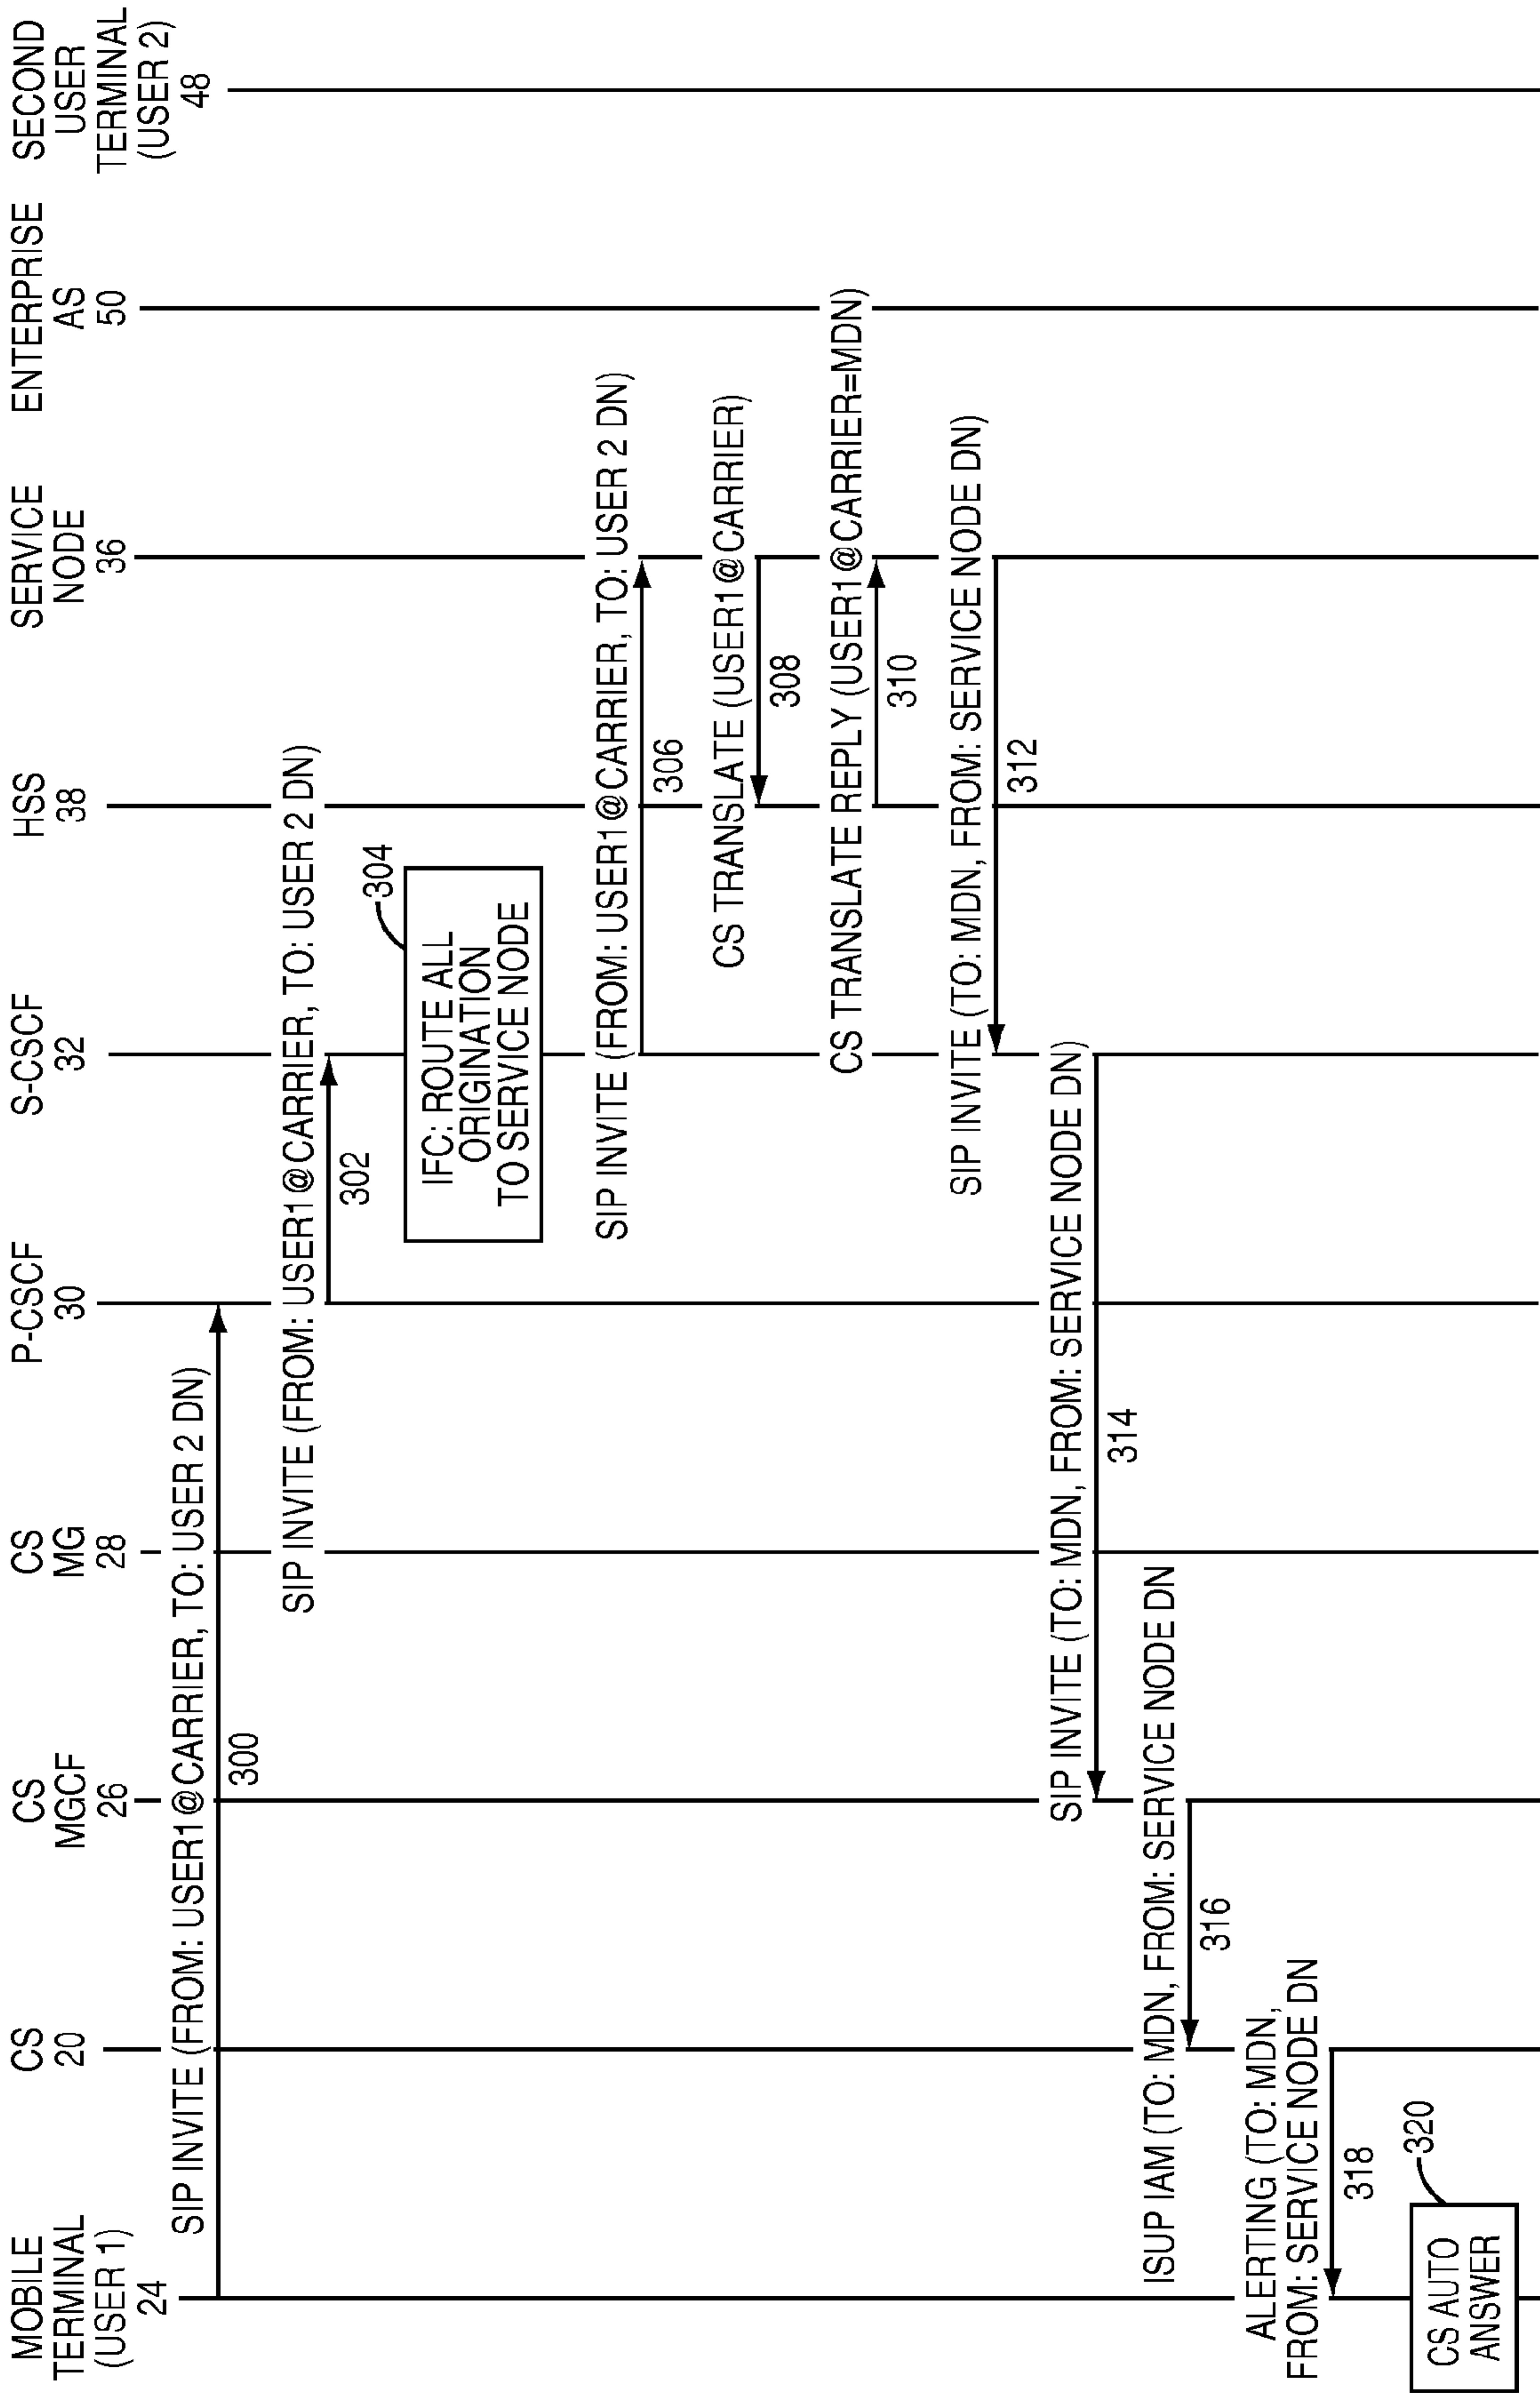 MOBILE
TERMINAL
(USER 1)
24
CS
20
CS
MGCF
26
CS
MG
28
P-CSCF
30
S-CSCF
32
HSS
38
SERVICE
NODE
36
ENTERPRISE
AS
50
SECOND
USER
TERMINAL
(USER 2)
48
SIP INVITE (FROM: USER1@CARRIER, TO: USER 2 DN)
300
SIP INVITE (FROM: USER1@CARRIER, TO: USER 2 DN)
302
304
IFC: ROUTE ALL
ORIGINATION
TO SERVICE NODE
SIP INVITE (FROM: USER1@CARRIER, TO: USER 2 DN)
306
CS TRANSLATE (USER1@CARRIER)
308
CS TRANSLATE REPLY (USER1@CARRIER=MDN)
310
SIP INVITE (TO: MDN, FROM: SERVICE NODE DN)
312
SIP INVITE (TO: MDN, FROM: SERVICE NODE DN)
314
ISUP IAM (TO: MDN, FROM: SERVICE NODE DN
316
ALERTING (TO: MDN,
FROM: SERVICE NODE DN
318
320
CS AUTO
ANSWER